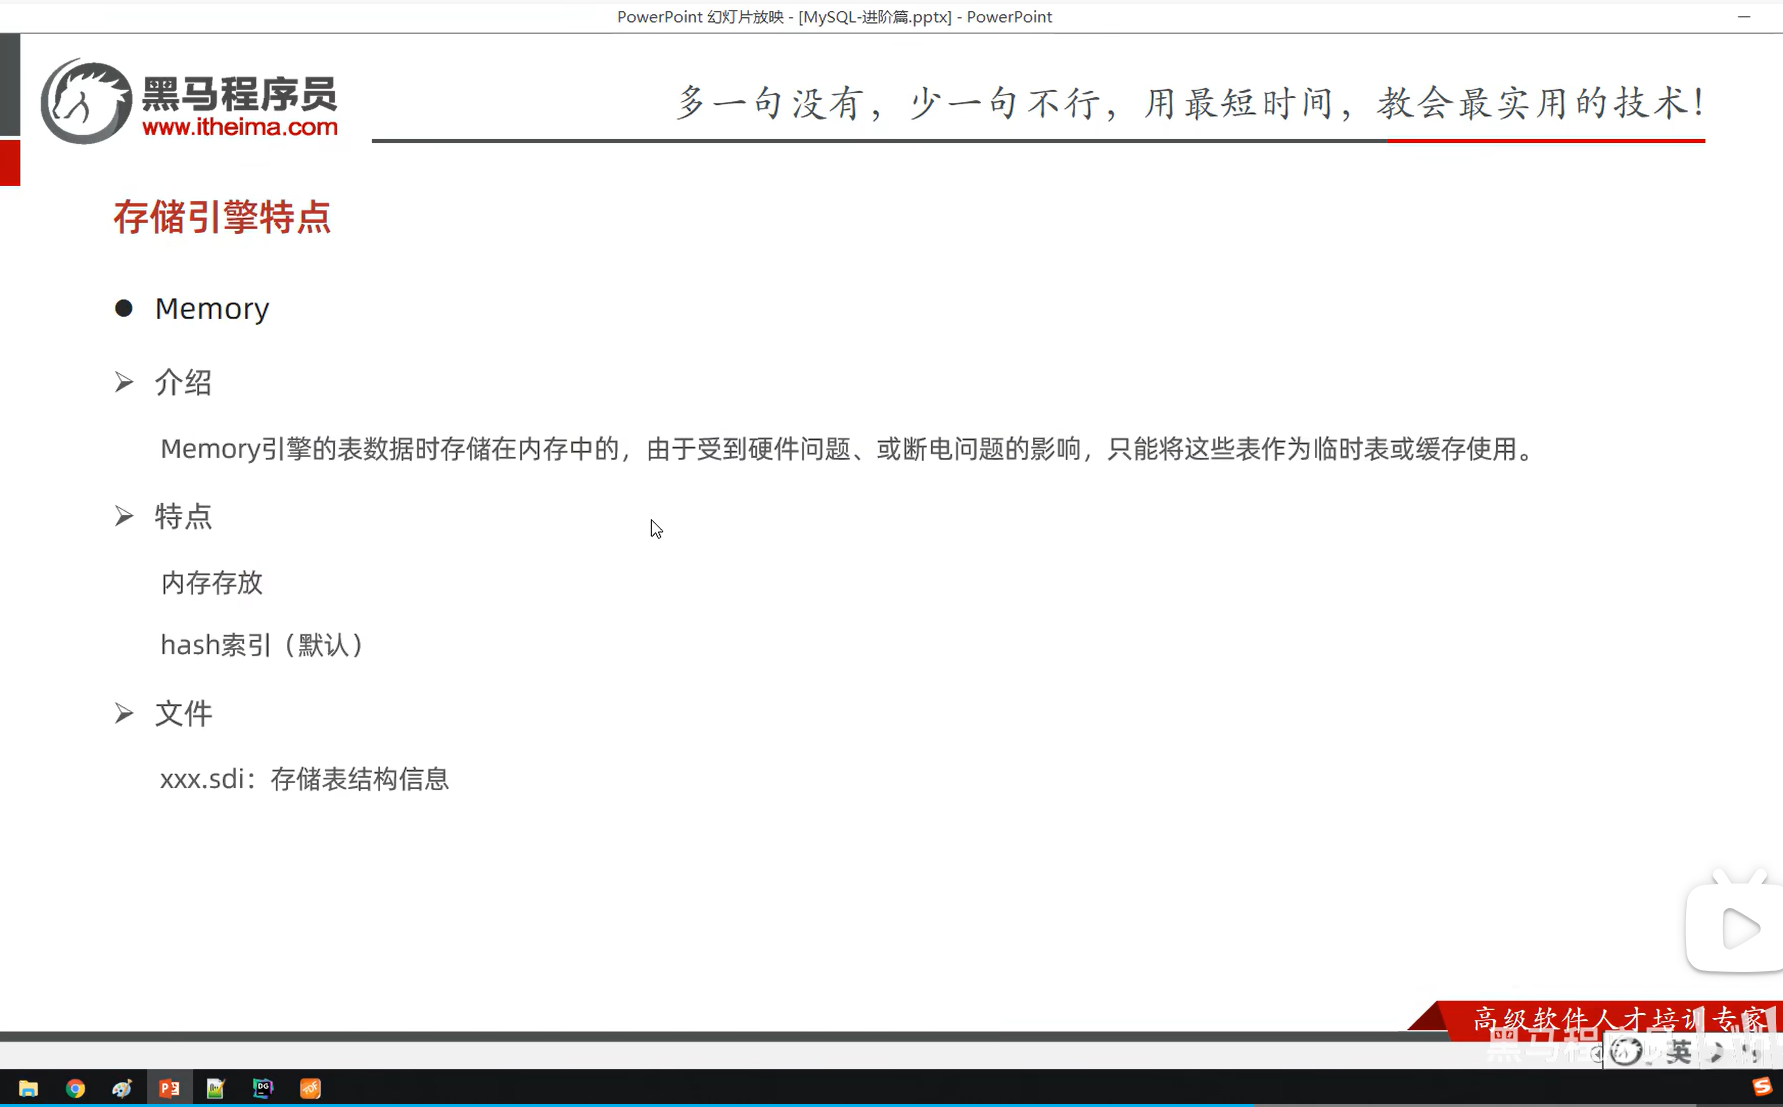 PowerPoint 幻灯片放映 - [MySQL-进阶篇.pptx] - PowerPoint
黑马程序员
www.itheima.com
多一句没有，少一句不行，用最短时间，教会最实用的技术！
存储引擎特点
● Memory
➢ 介绍
Memory引擎的表数据时存储在内存中的，由于受到硬件问题、或断电问题的影响，只能将这些表作为临时表或缓存使用。
➢ 特点
内存存放
hash索引（默认）
➢ 文件
xxx.sdi：存储表结构信息
高级软件人才培训专家
英